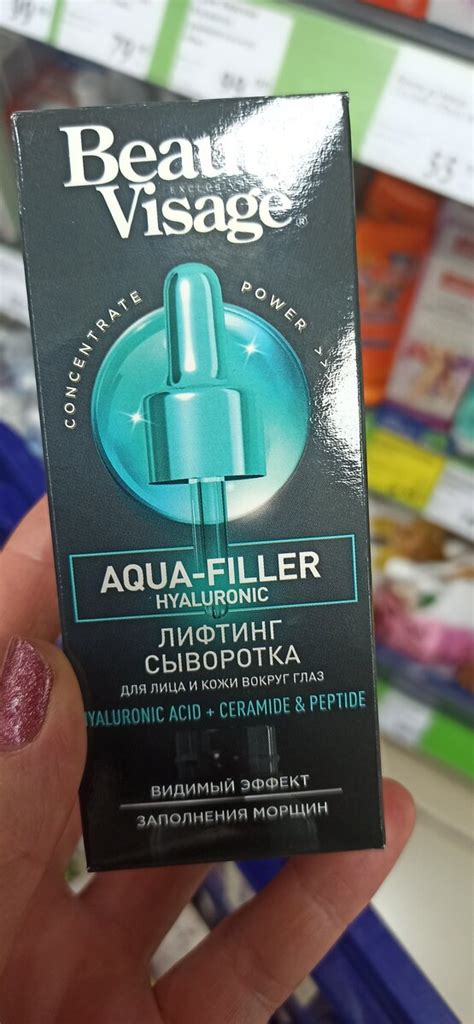 Beauty
EXCLUSIVE
Visage®
CONCENTRATE POWER >>
AQUA-FILLER
HYALURONIC
ЛИФТИНГ
СЫВОРОТКА
ДЛЯ ЛИЦА И КОЖИ ВОКРУГ ГЛАЗ
HYALURONIC ACID + CERAMIDE & PEPTIDE
ВИДИМЫЙ ЭФФЕКТ
ЗАПОЛНЕНИЯ МОРЩИН